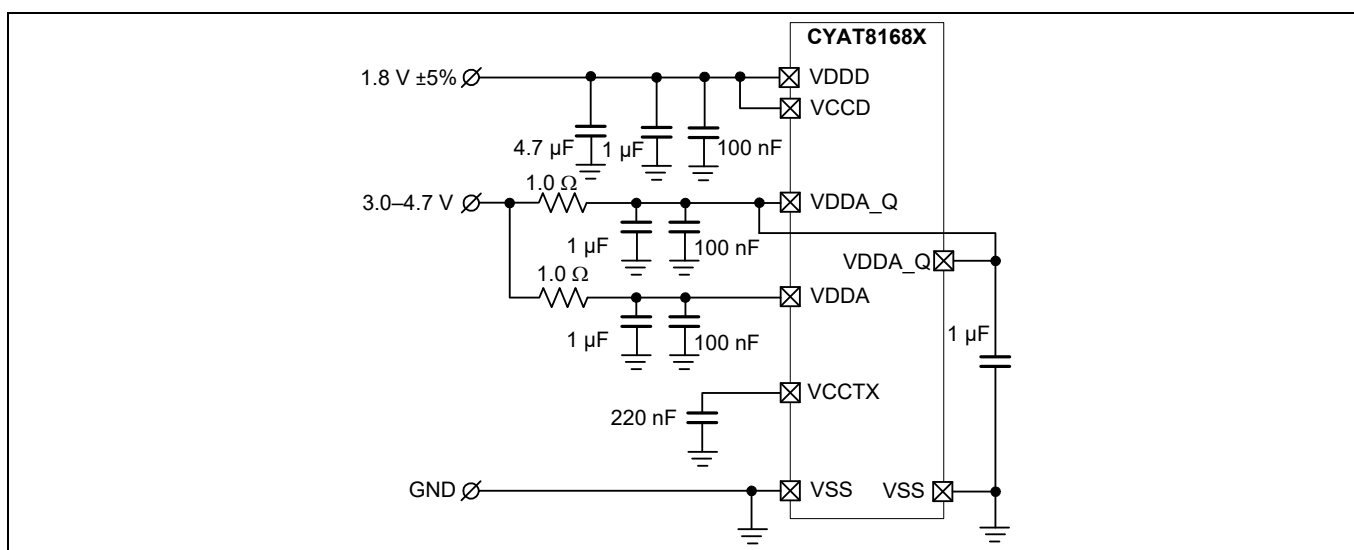 CYAT8168X
1.8 V ±5%
VDDD
VCCD
4.7 µF
1 µF
100 nF
1.0 Ω
3.0–4.7 V
VDDA_Q
1 µF
100 nF
VDDA_Q
1.0 Ω
VDDA
1 µF
1 µF
100 nF
VCCTX
220 nF
GND
VSS
VSS